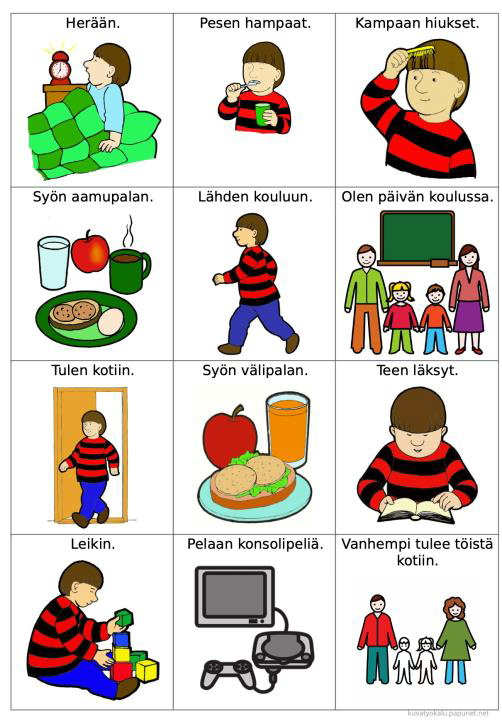 Herään.
Pesen hampaat.
Kampaan hiukset.
Syön aamupalan.
Lähden kouluun.
Olen päivän koulussa.
Tulen kotiin.
Syön välipalan.
Teen läksyt.
Leikin.
Pelaan konsolipeliä.
Vanhempi tulee töistä
kotiin.
kuvatyokalu.papunet.net